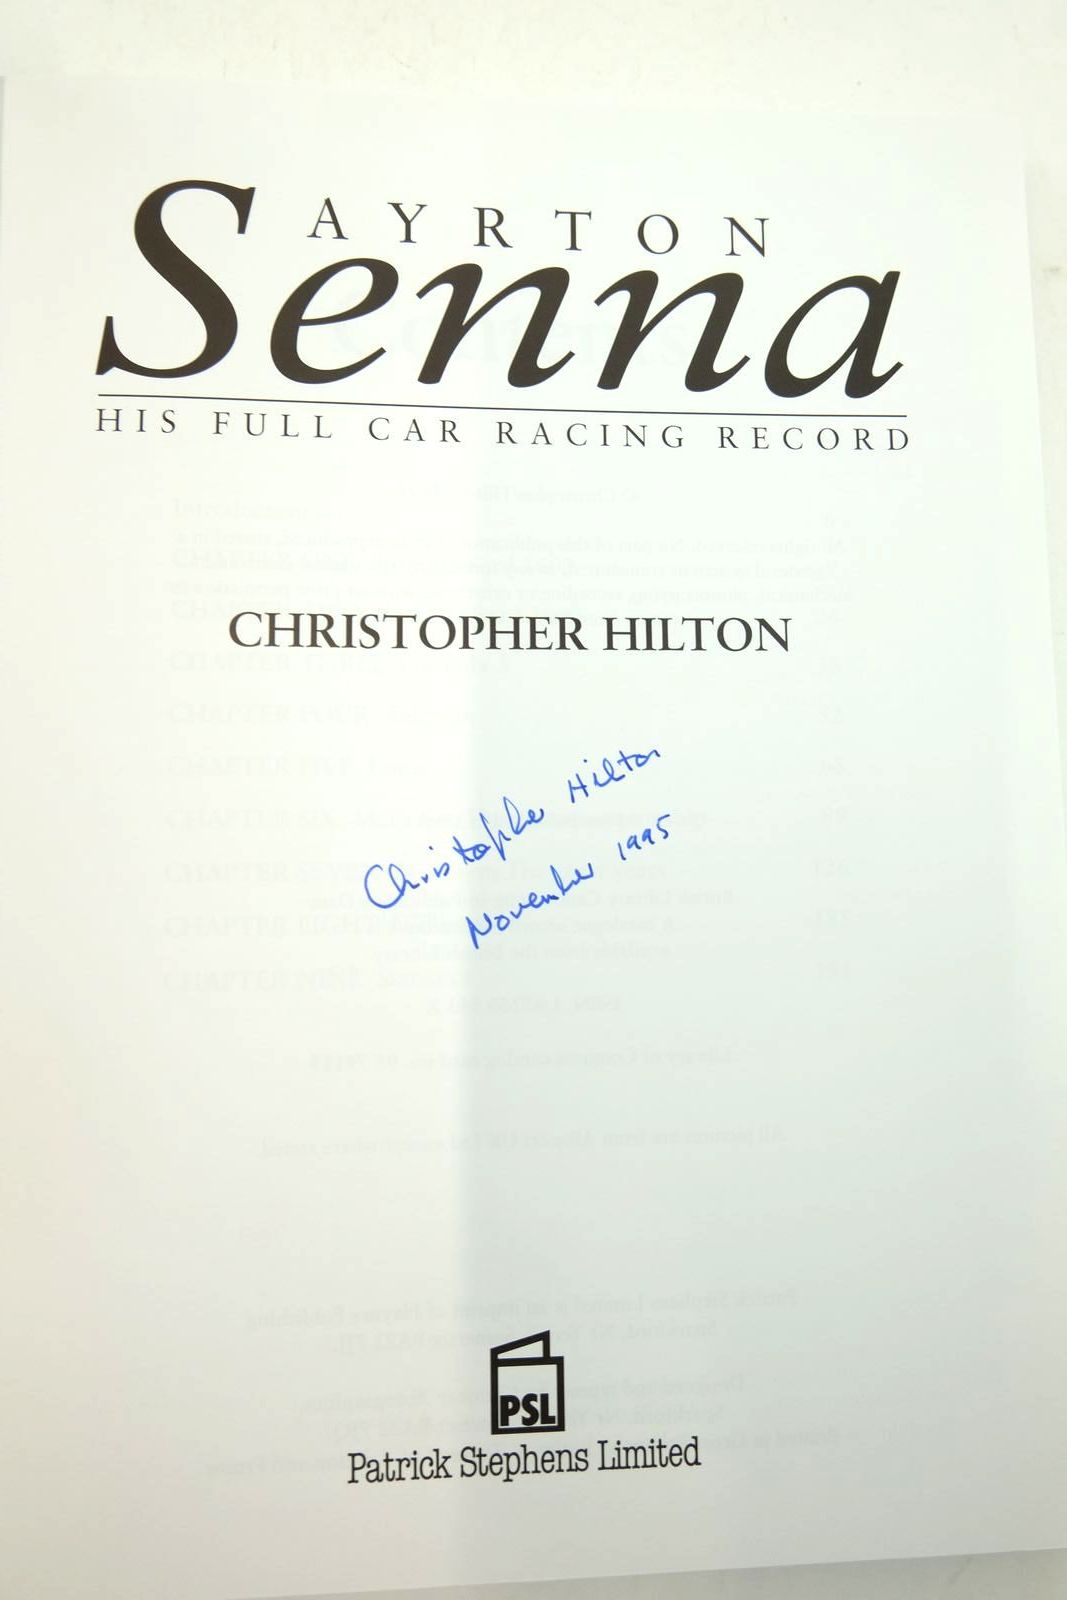 AYRTON
Senna
HIS FULL CAR RACING RECORD
CHRISTOPHER HILTON
Christopher Hilton
November 1995
PSL
Patrick Stephens Limited